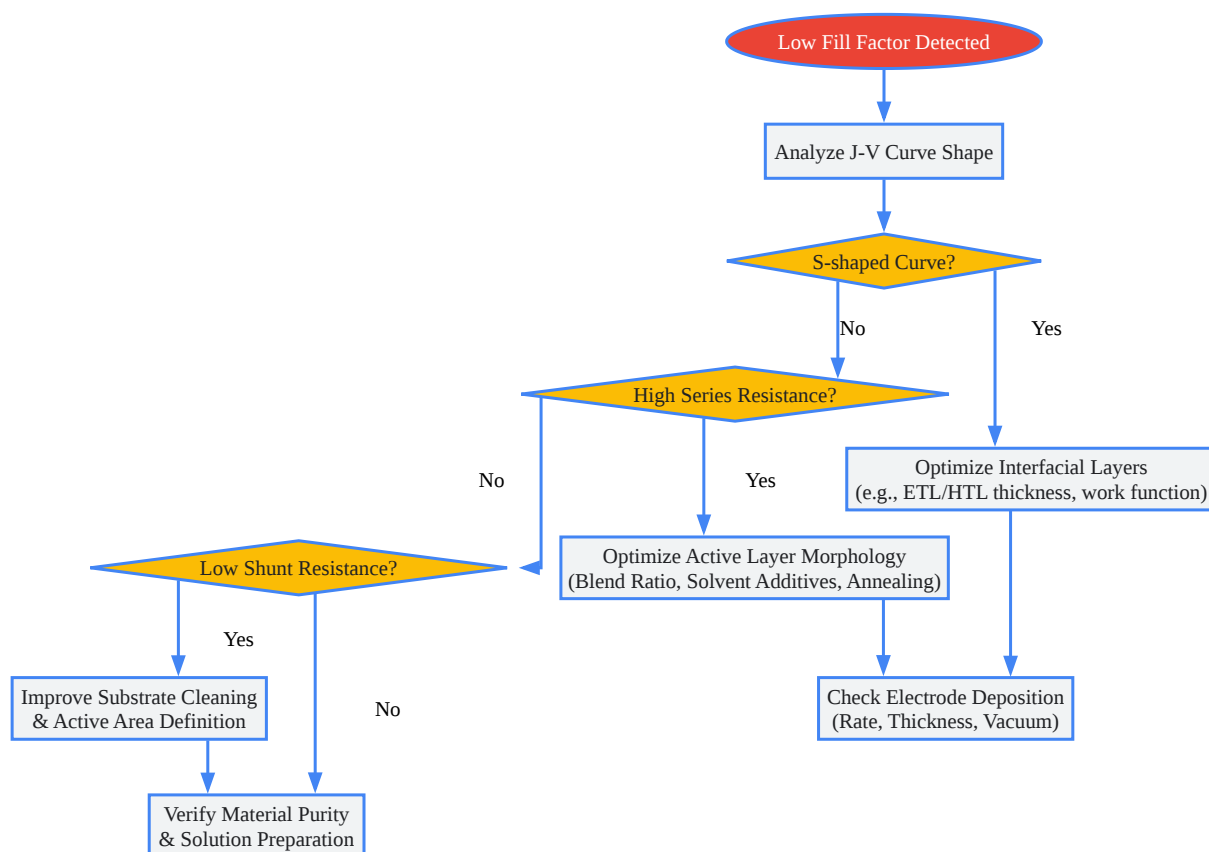 Low Fill Factor Detected
Analyze J-V Curve Shape
S-shaped Curve?
No
Yes
High Series Resistance?
Optimize Interfacial Layers
(e.g., ETL/HTL thickness, work function)
No
Yes
Low Shunt Resistance?
Optimize Active Layer Morphology
(Blend Ratio, Solvent Additives, Annealing)
Yes
No
Improve Substrate Cleaning
& Active Area Definition
Check Electrode Deposition
(Rate, Thickness, Vacuum)
Verify Material Purity
& Solution Preparation